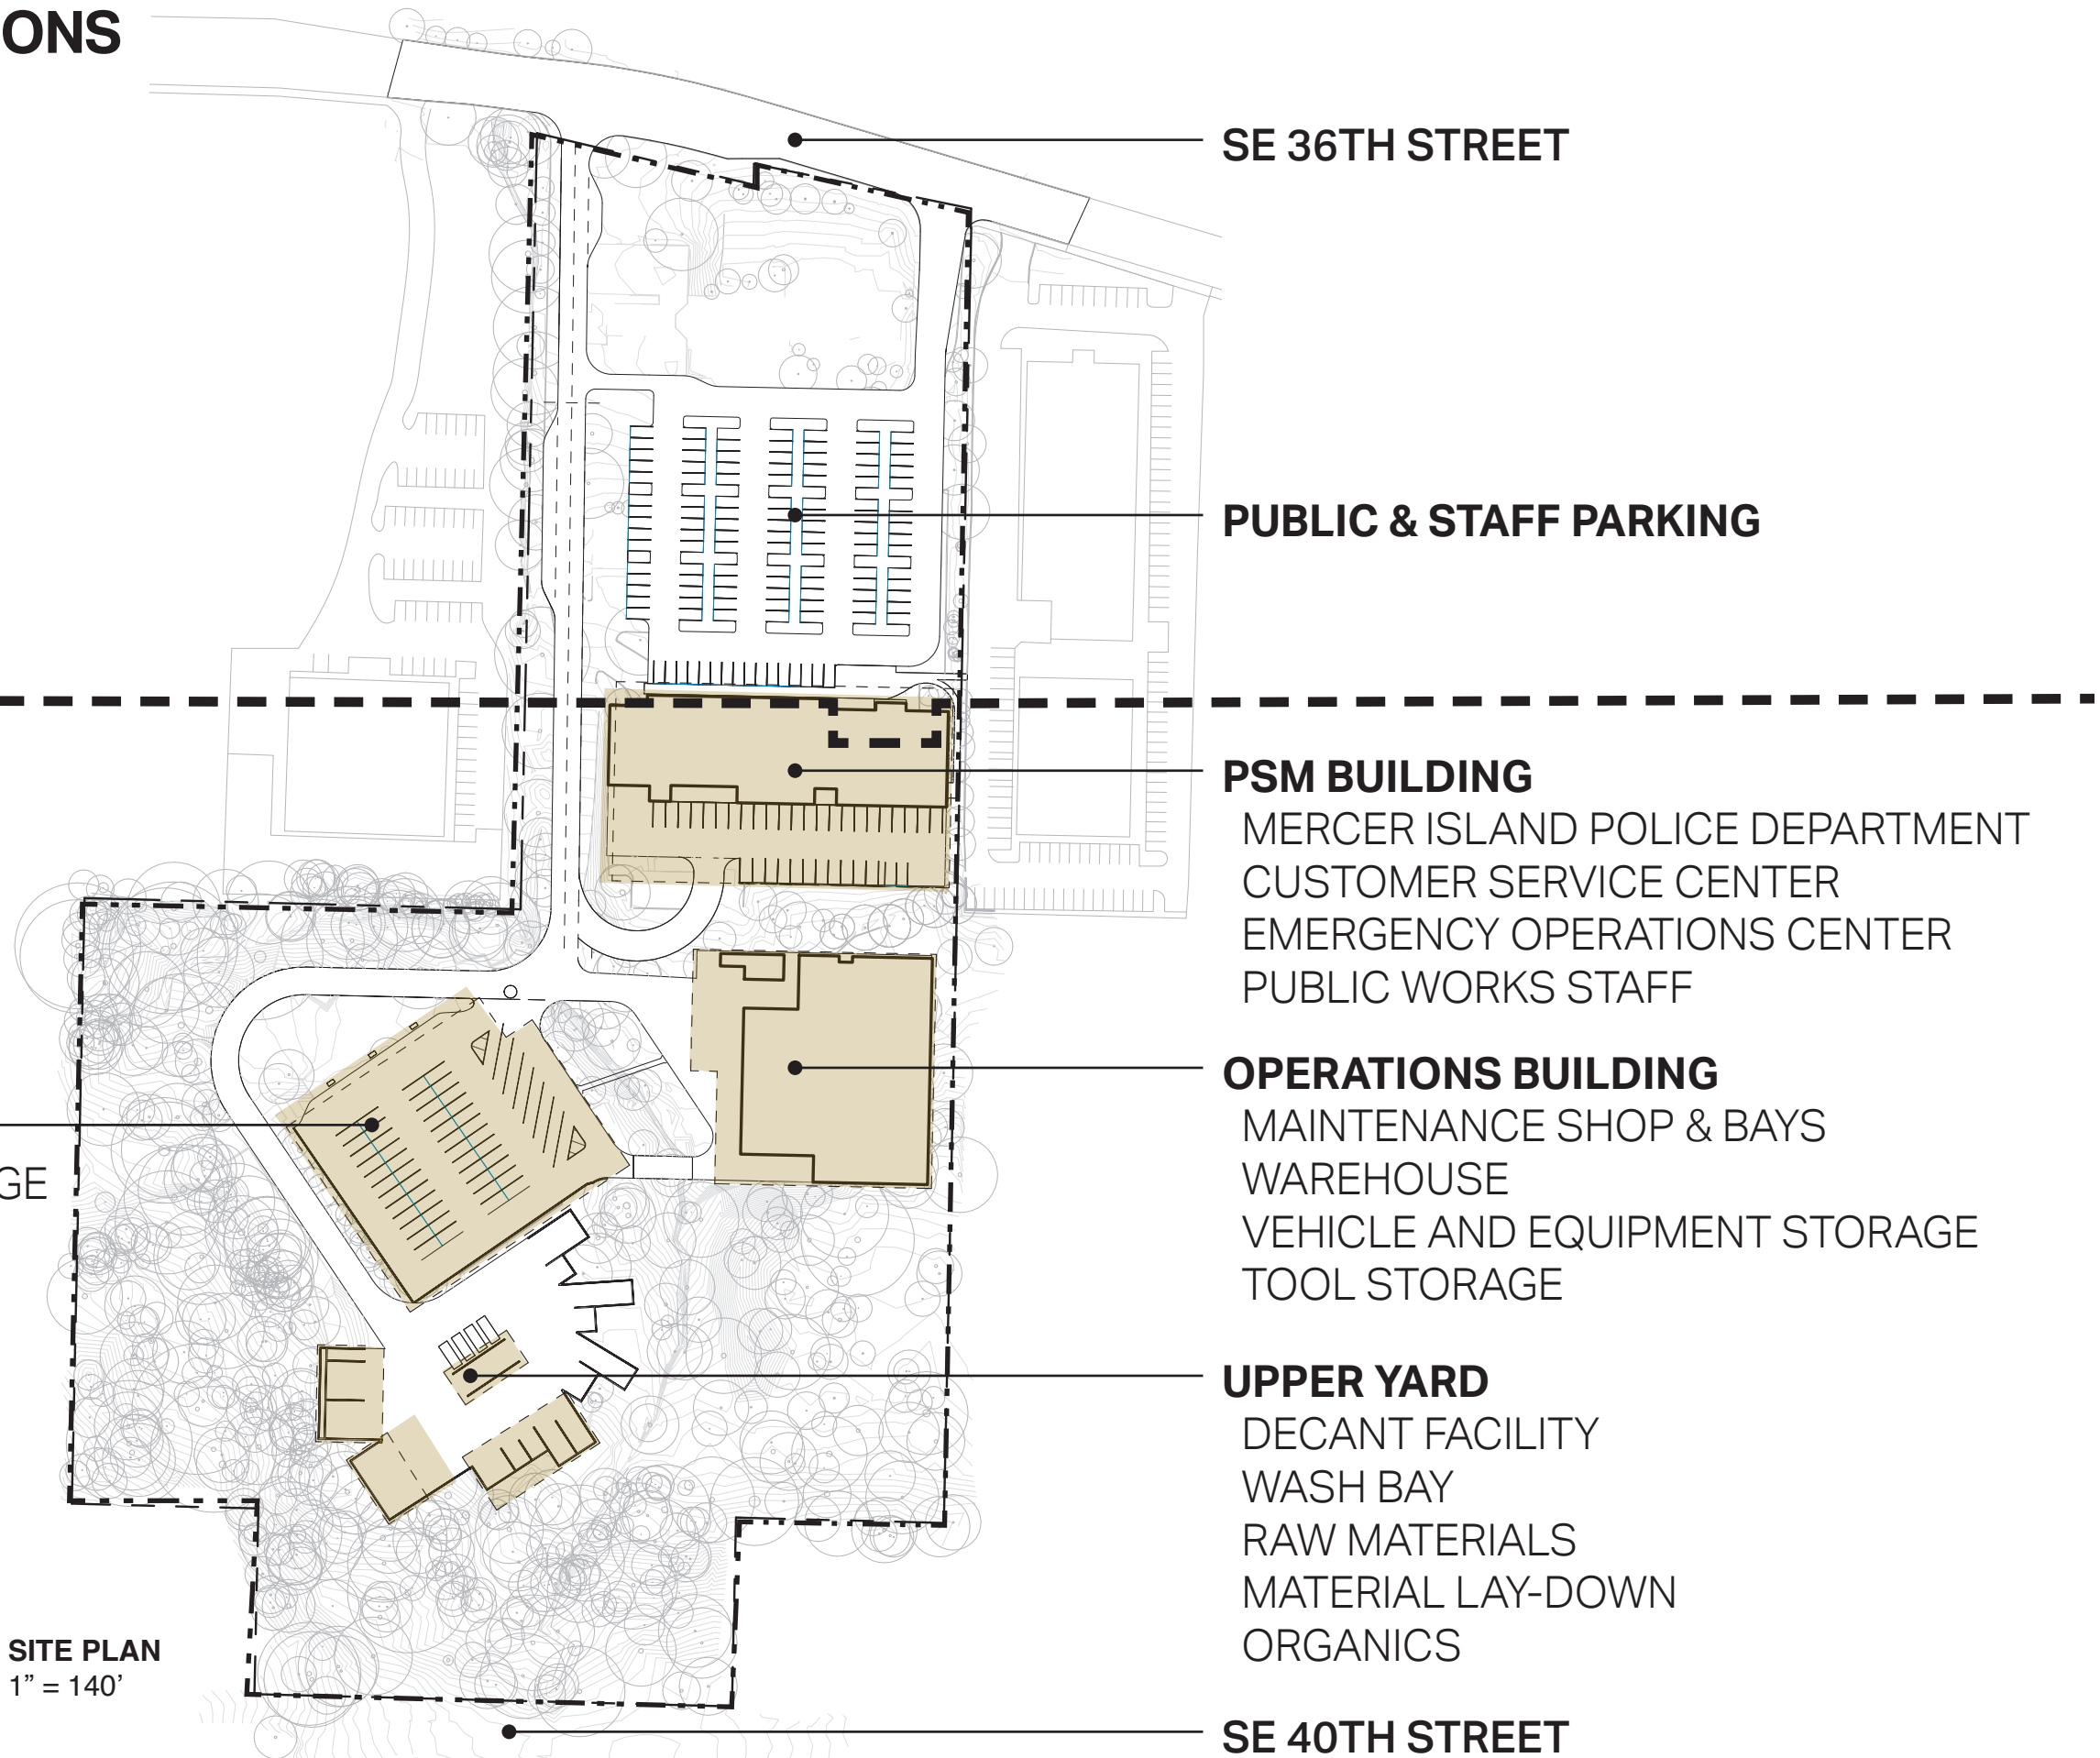 ONS
SE 36TH STREET
PUBLIC & STAFF PARKING
PSM BUILDING
MERCER ISLAND POLICE DEPARTMENT
CUSTOMER SERVICE CENTER
EMERGENCY OPERATIONS CENTER
PUBLIC WORKS STAFF
OPERATIONS BUILDING
MAINTENANCE SHOP & BAYS
WAREHOUSE
VEHICLE AND EQUIPMENT STORAGE
TOOL STORAGE
GE
UPPER YARD
DECANT FACILITY
WASH BAY
RAW MATERIALS
MATERIAL LAY-DOWN
ORGANICS
SITE PLAN
1” = 140’
SE 40TH STREET